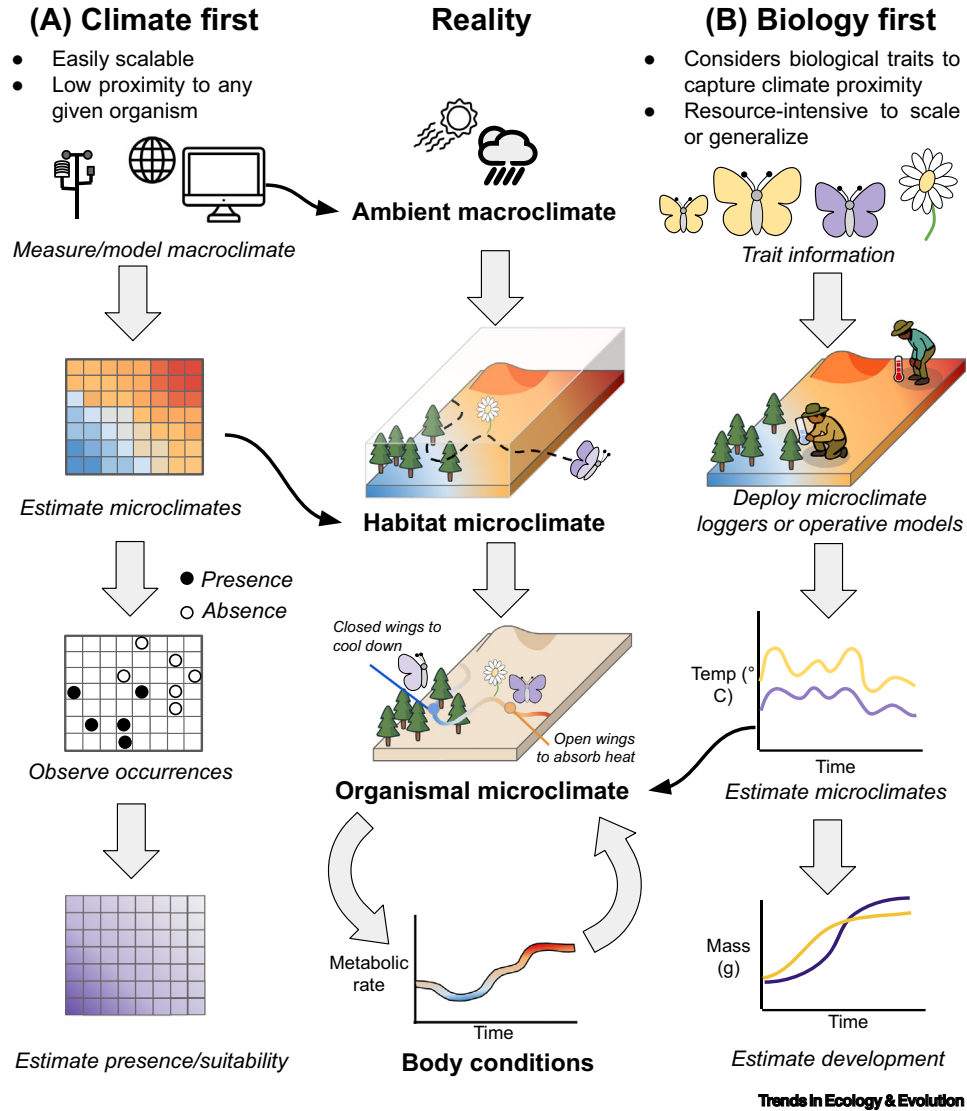 (A) Climate first
● Easily scalable
● Low proximity to any
given organism
Measure/model macroclimate
Estimate microclimates
● Presence
○ Absence
Observe occurrences
Estimate presence/suitability
Reality
Ambient macroclimate
Habitat microclimate
Closed wings to
cool down
Open wings
to absorb heat
Organismal microclimate
Metabolic
rate
Time
Body conditions
(B) Biology first
● Considers biological traits to
capture climate proximity
● Resource-intensive to scale
or generalize
Trait information
Deploy microclimate
loggers or operative models
Temp (°
C)
Time
Estimate microclimates
Mass
(g)
Time
Estimate development
Trends in Ecology & Evolution